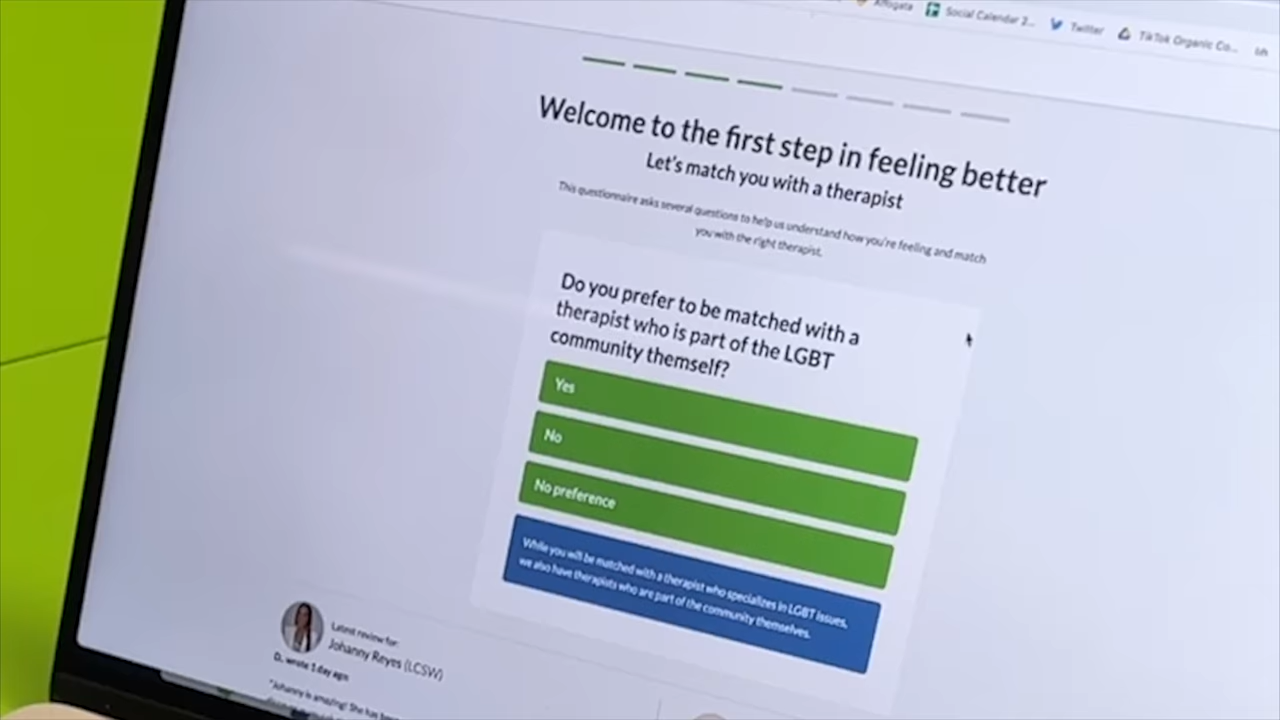 Affogata
Social Calendar 2...
Twitter
TikTok Organic Co...
Welcome to the first step in feeling better
Let's match you with a therapist
This questionnaire asks several questions to help us understand how you're feeling and match
you with the right therapist.
Do you prefer to be matched with a
therapist who is part of the LGBT
community themself?
Yes
No
No preference
While you will be matched with a therapist who specializes in LGBT issues,
we also have therapists who are part of the community themselves.
Latest review for:
Johanny Reyes (LCSW)
D. wrote 1 day ago
"Johanny is amazing! She has been